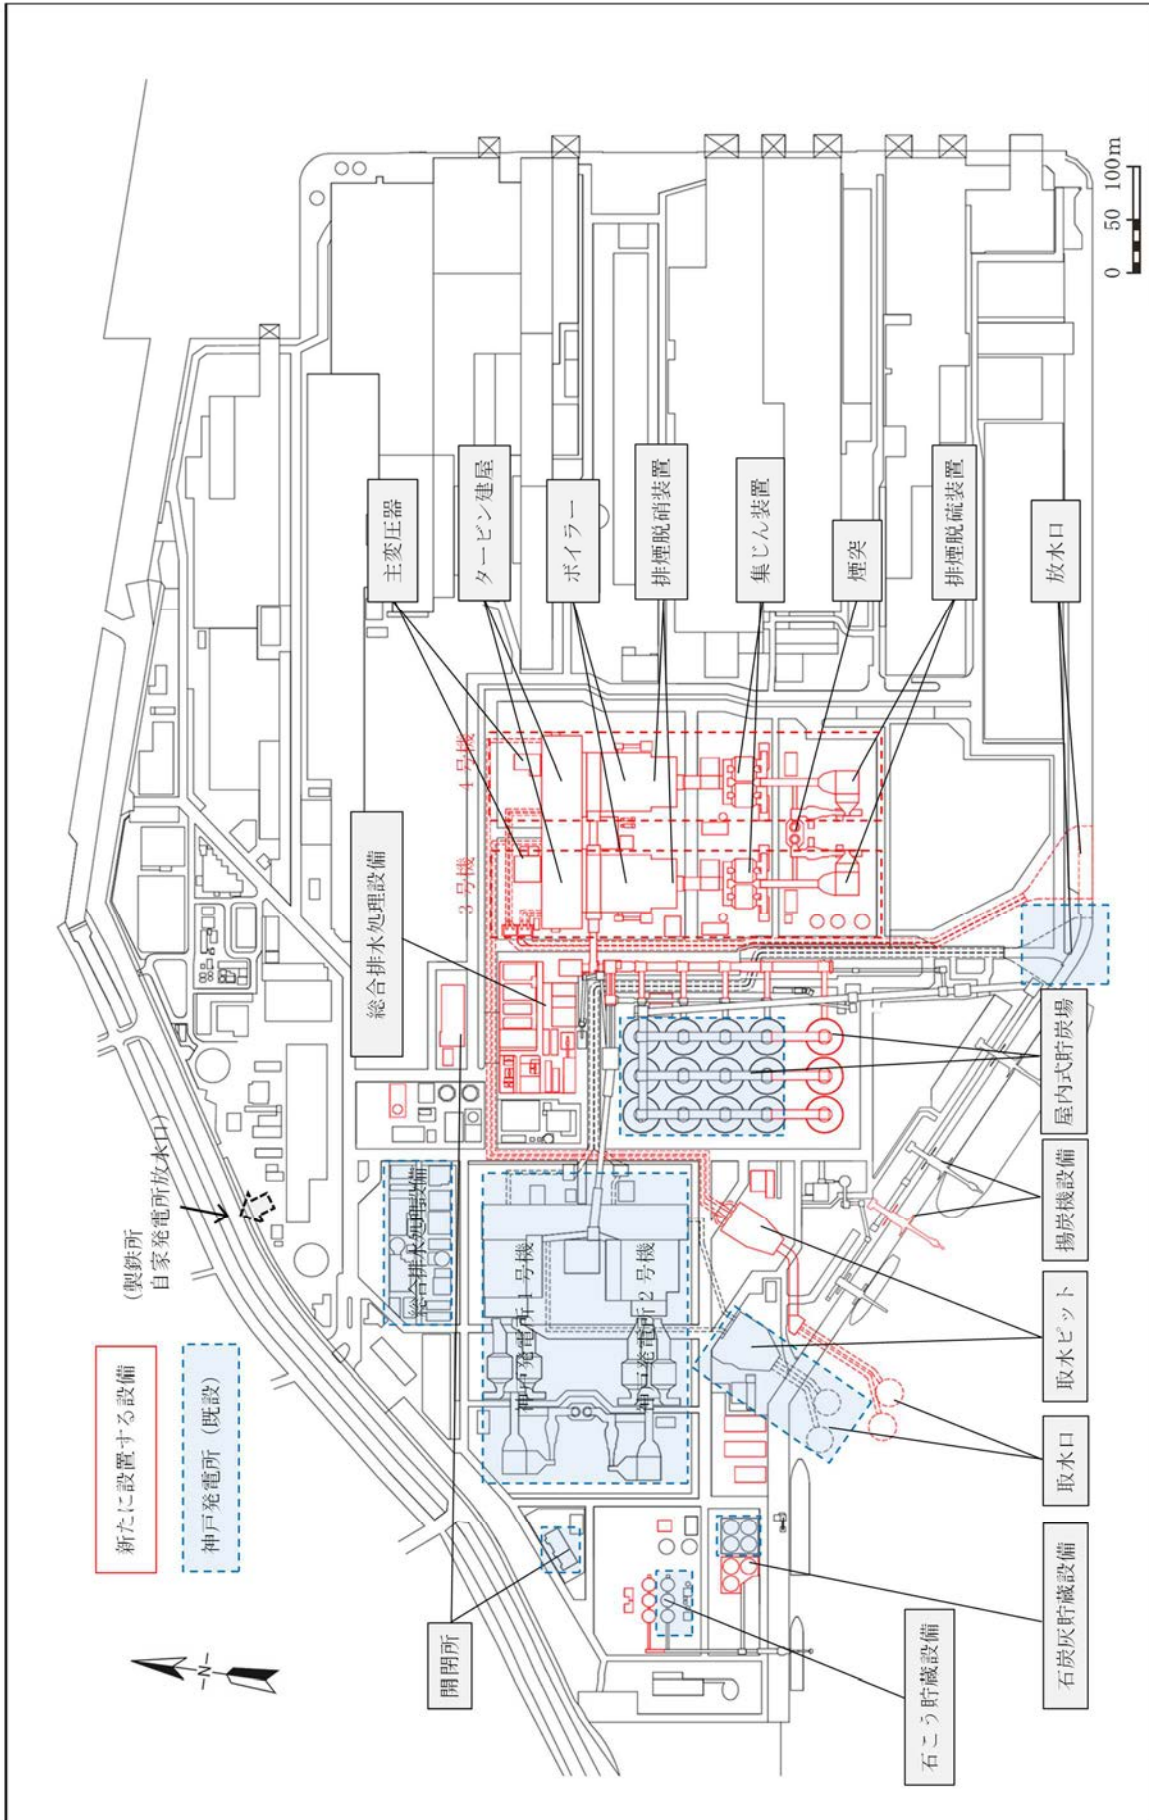 新たに設置する設備
神戸発電所（既設）
（製鉄所
自家発電所放水口）
総合排水処理設備
主変圧器
タービン建屋
ボイラー
排煙脱硝装置
集じん装置
煙突
排煙脱硫装置
放水口
3号機
4号機
総合排水処理設備
神戸発電所1号機
神戸発電所2号機
開閉所
石こう貯蔵設備
石炭灰貯蔵設備
取水口
取水ピット
揚炭機設備
屋内式貯炭場
N
0 50 100m